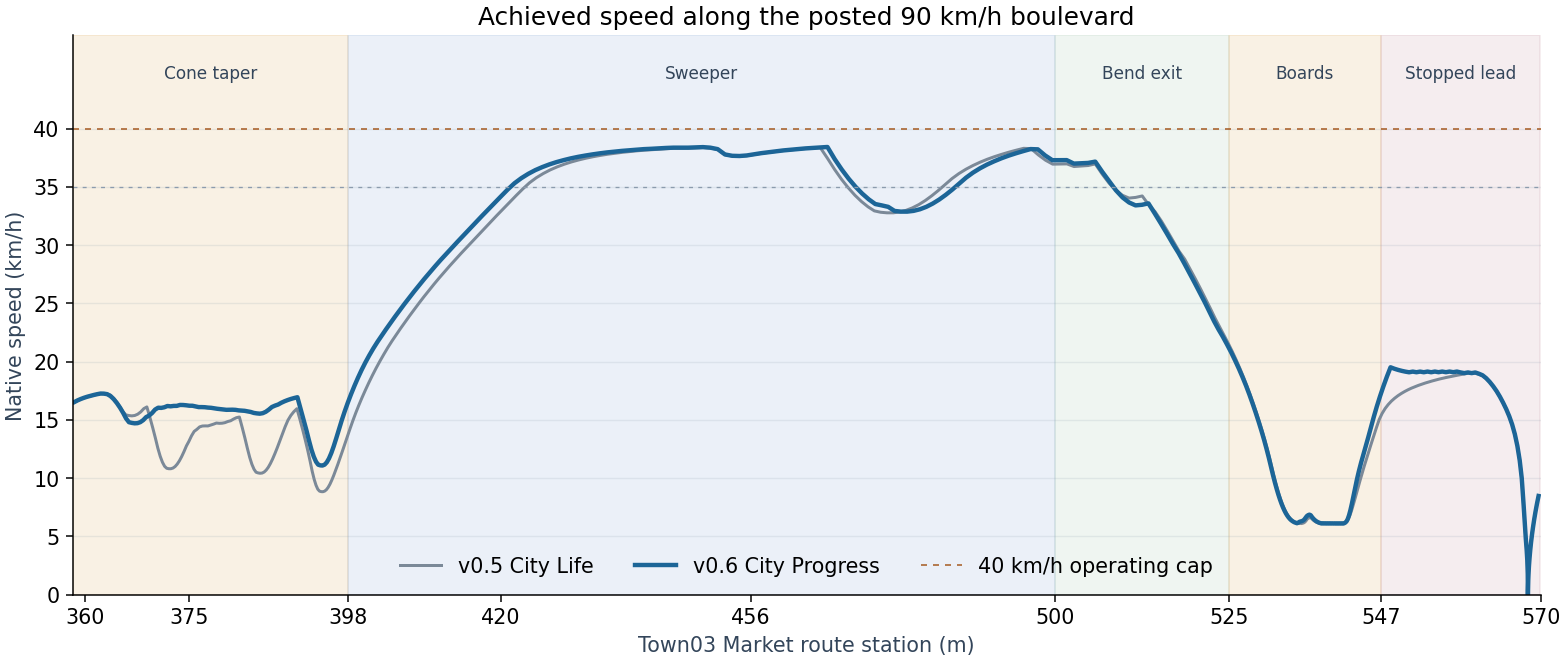 Achieved speed along the posted 90 km/h boulevard
Cone taper
Sweeper
Bend exit
Boards
Stopped lead
Native speed (km/h)
40
35
30
25
20
15
10
5
0
v0.5 City Life
v0.6 City Progress
40 km/h operating cap
360
375
398
420
456
500
525
547
570
Town03 Market route station (m)